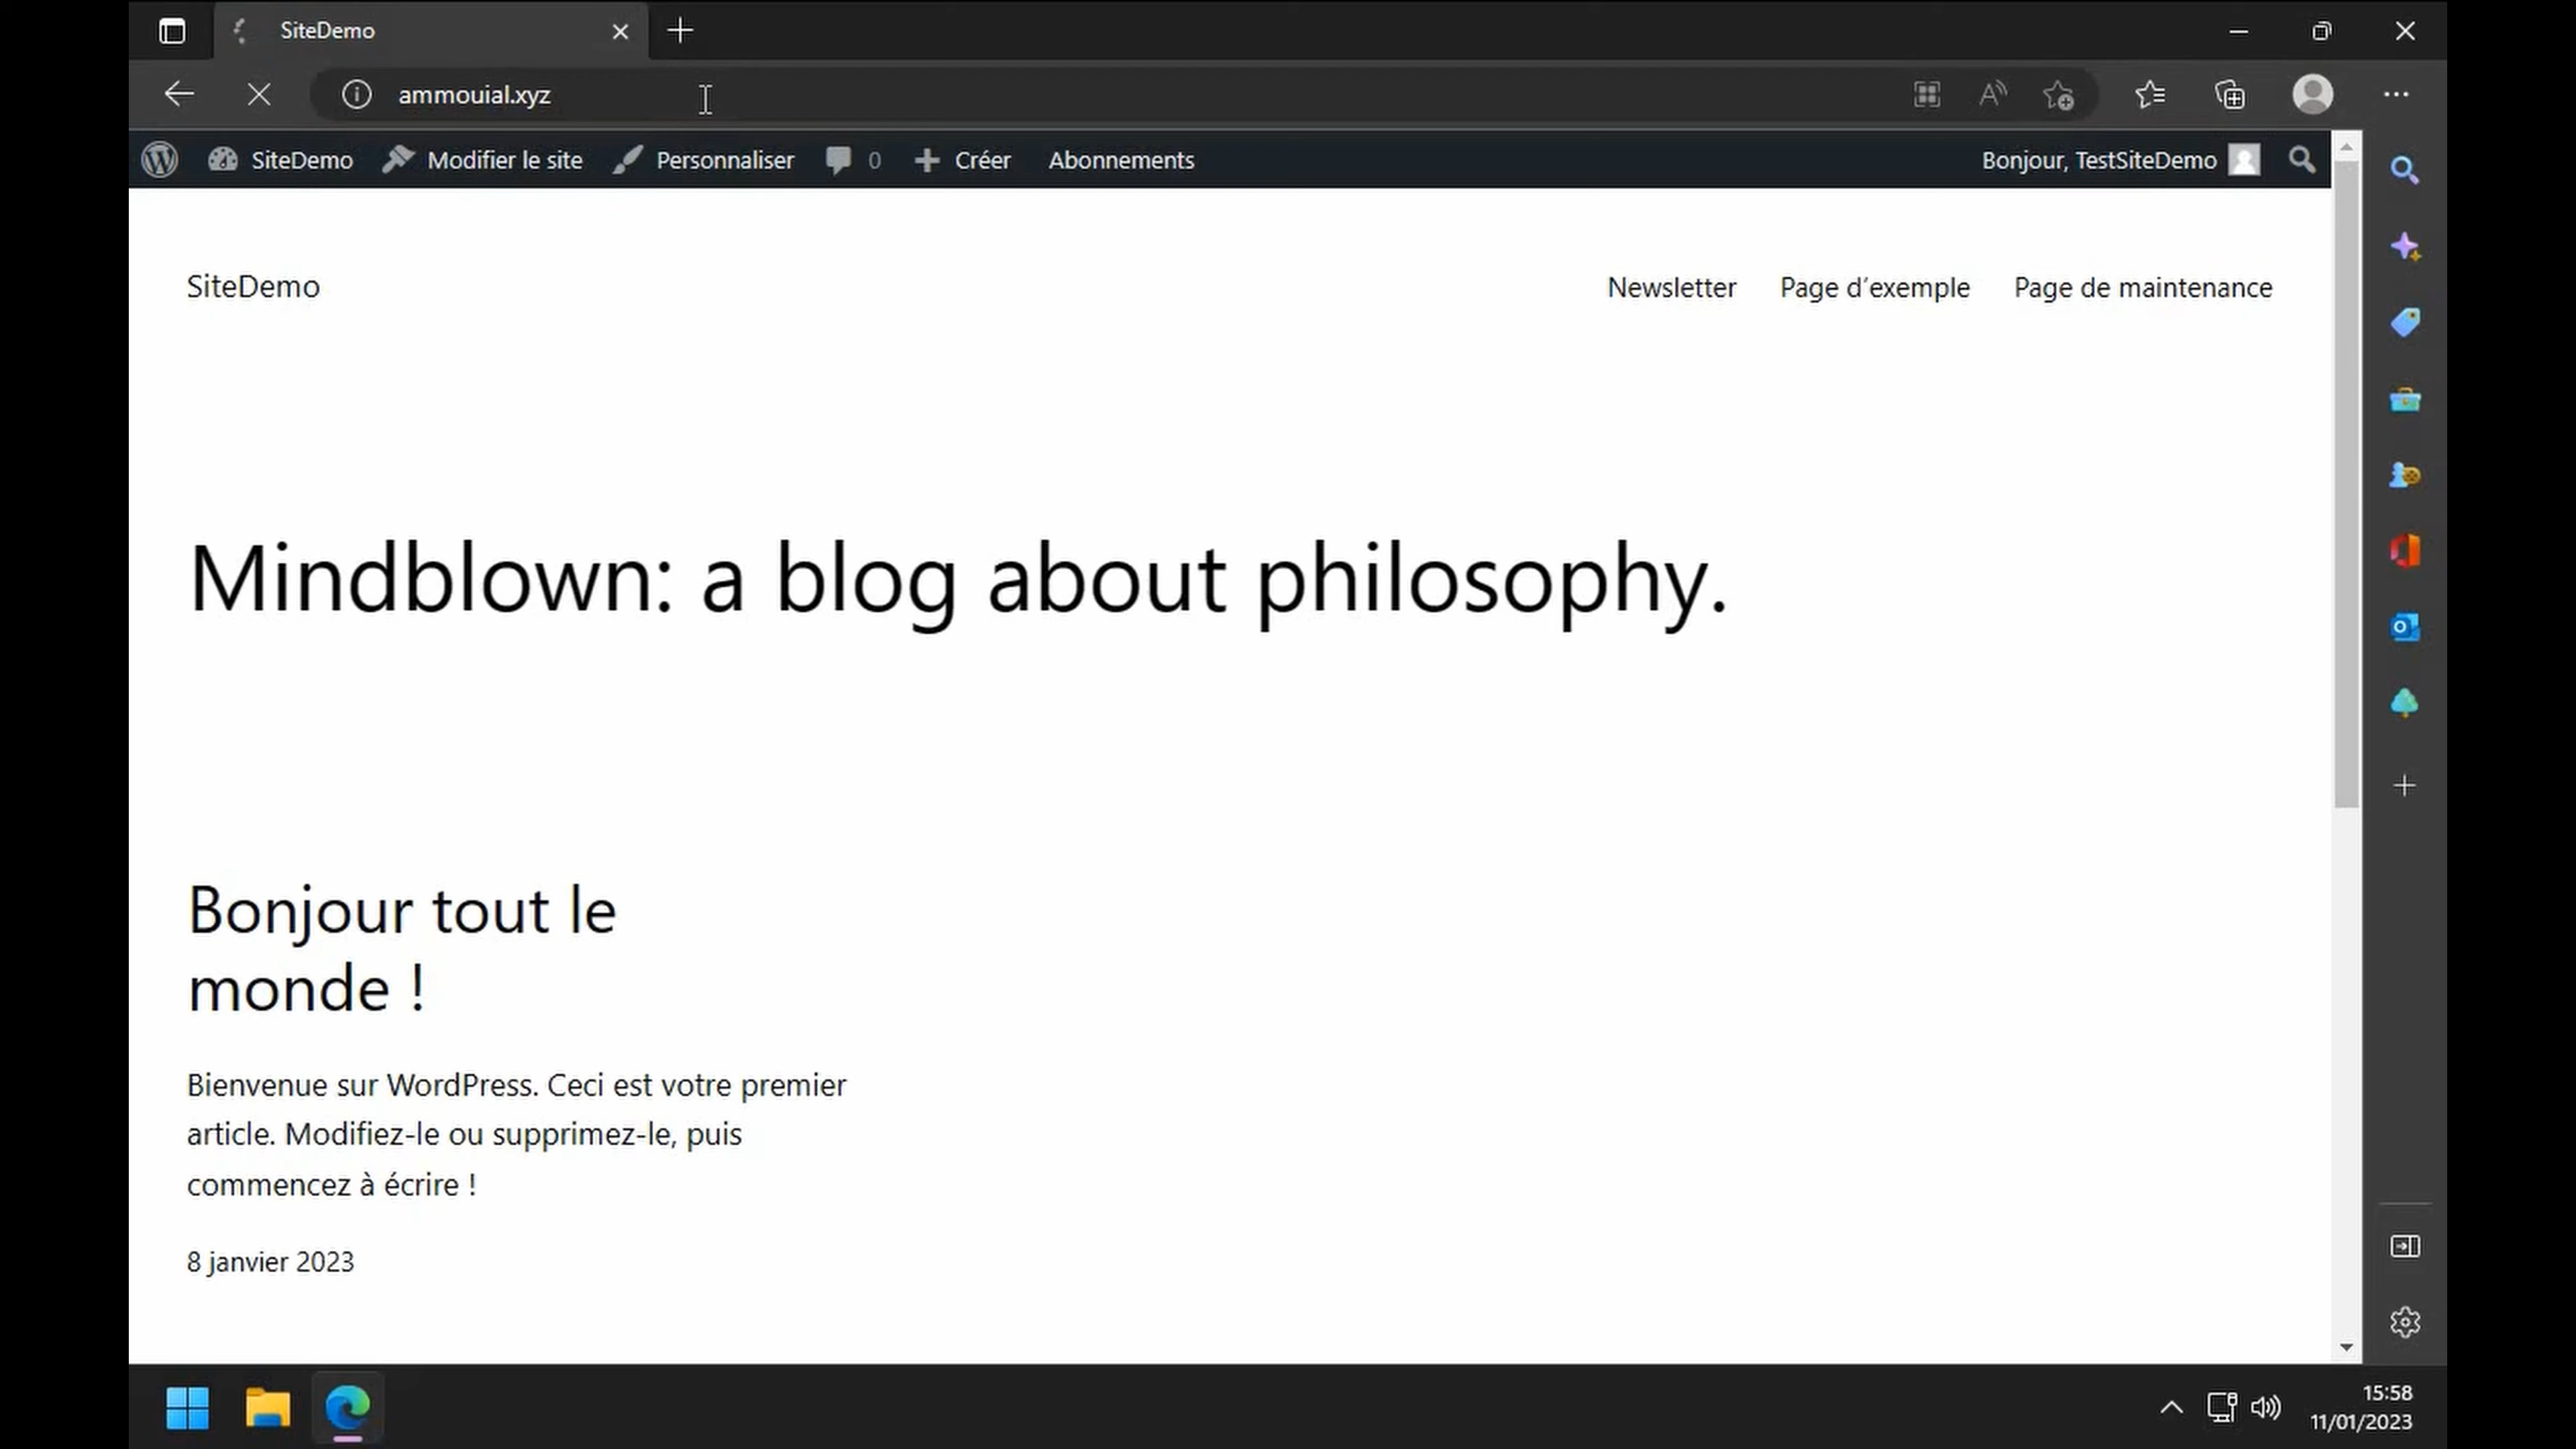 SiteDemo
ammouial.xyz
SiteDemo Modifier le site Personnaliser 0 Créer Abonnements Bonjour, TestSiteDemo
SiteDemo Newsletter Page d’exemple Page de maintenance
Mindblown: a blog about philosophy.
Bonjour tout le
monde !
Bienvenue sur WordPress. Ceci est votre premier
article. Modifiez-le ou supprimez-le, puis
commencez à écrire !
8 janvier 2023
15:58
11/01/2023